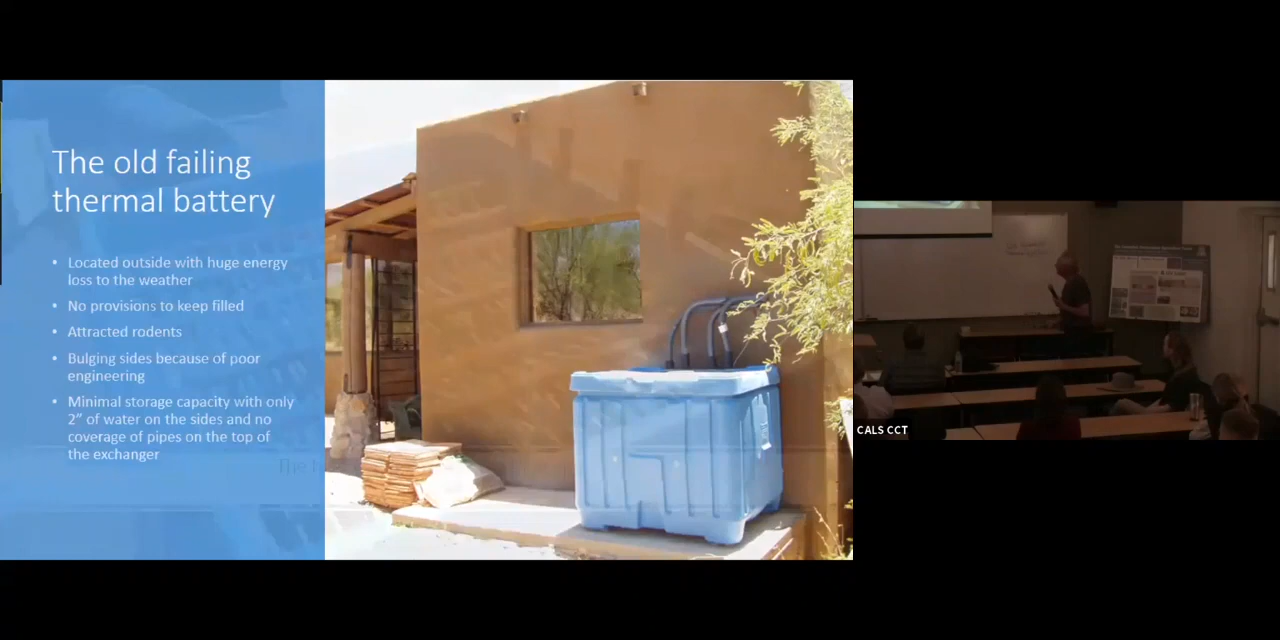 The old failing
thermal battery
• Located outside with huge energy
loss to the weather
• No provisions to keep filled
• Attracted rodents
• Bulging sides because of poor
engineering
• Minimal storage capacity with only
2” of water on the sides and no
coverage of pipes on the top of
the exchanger
CALS CCT